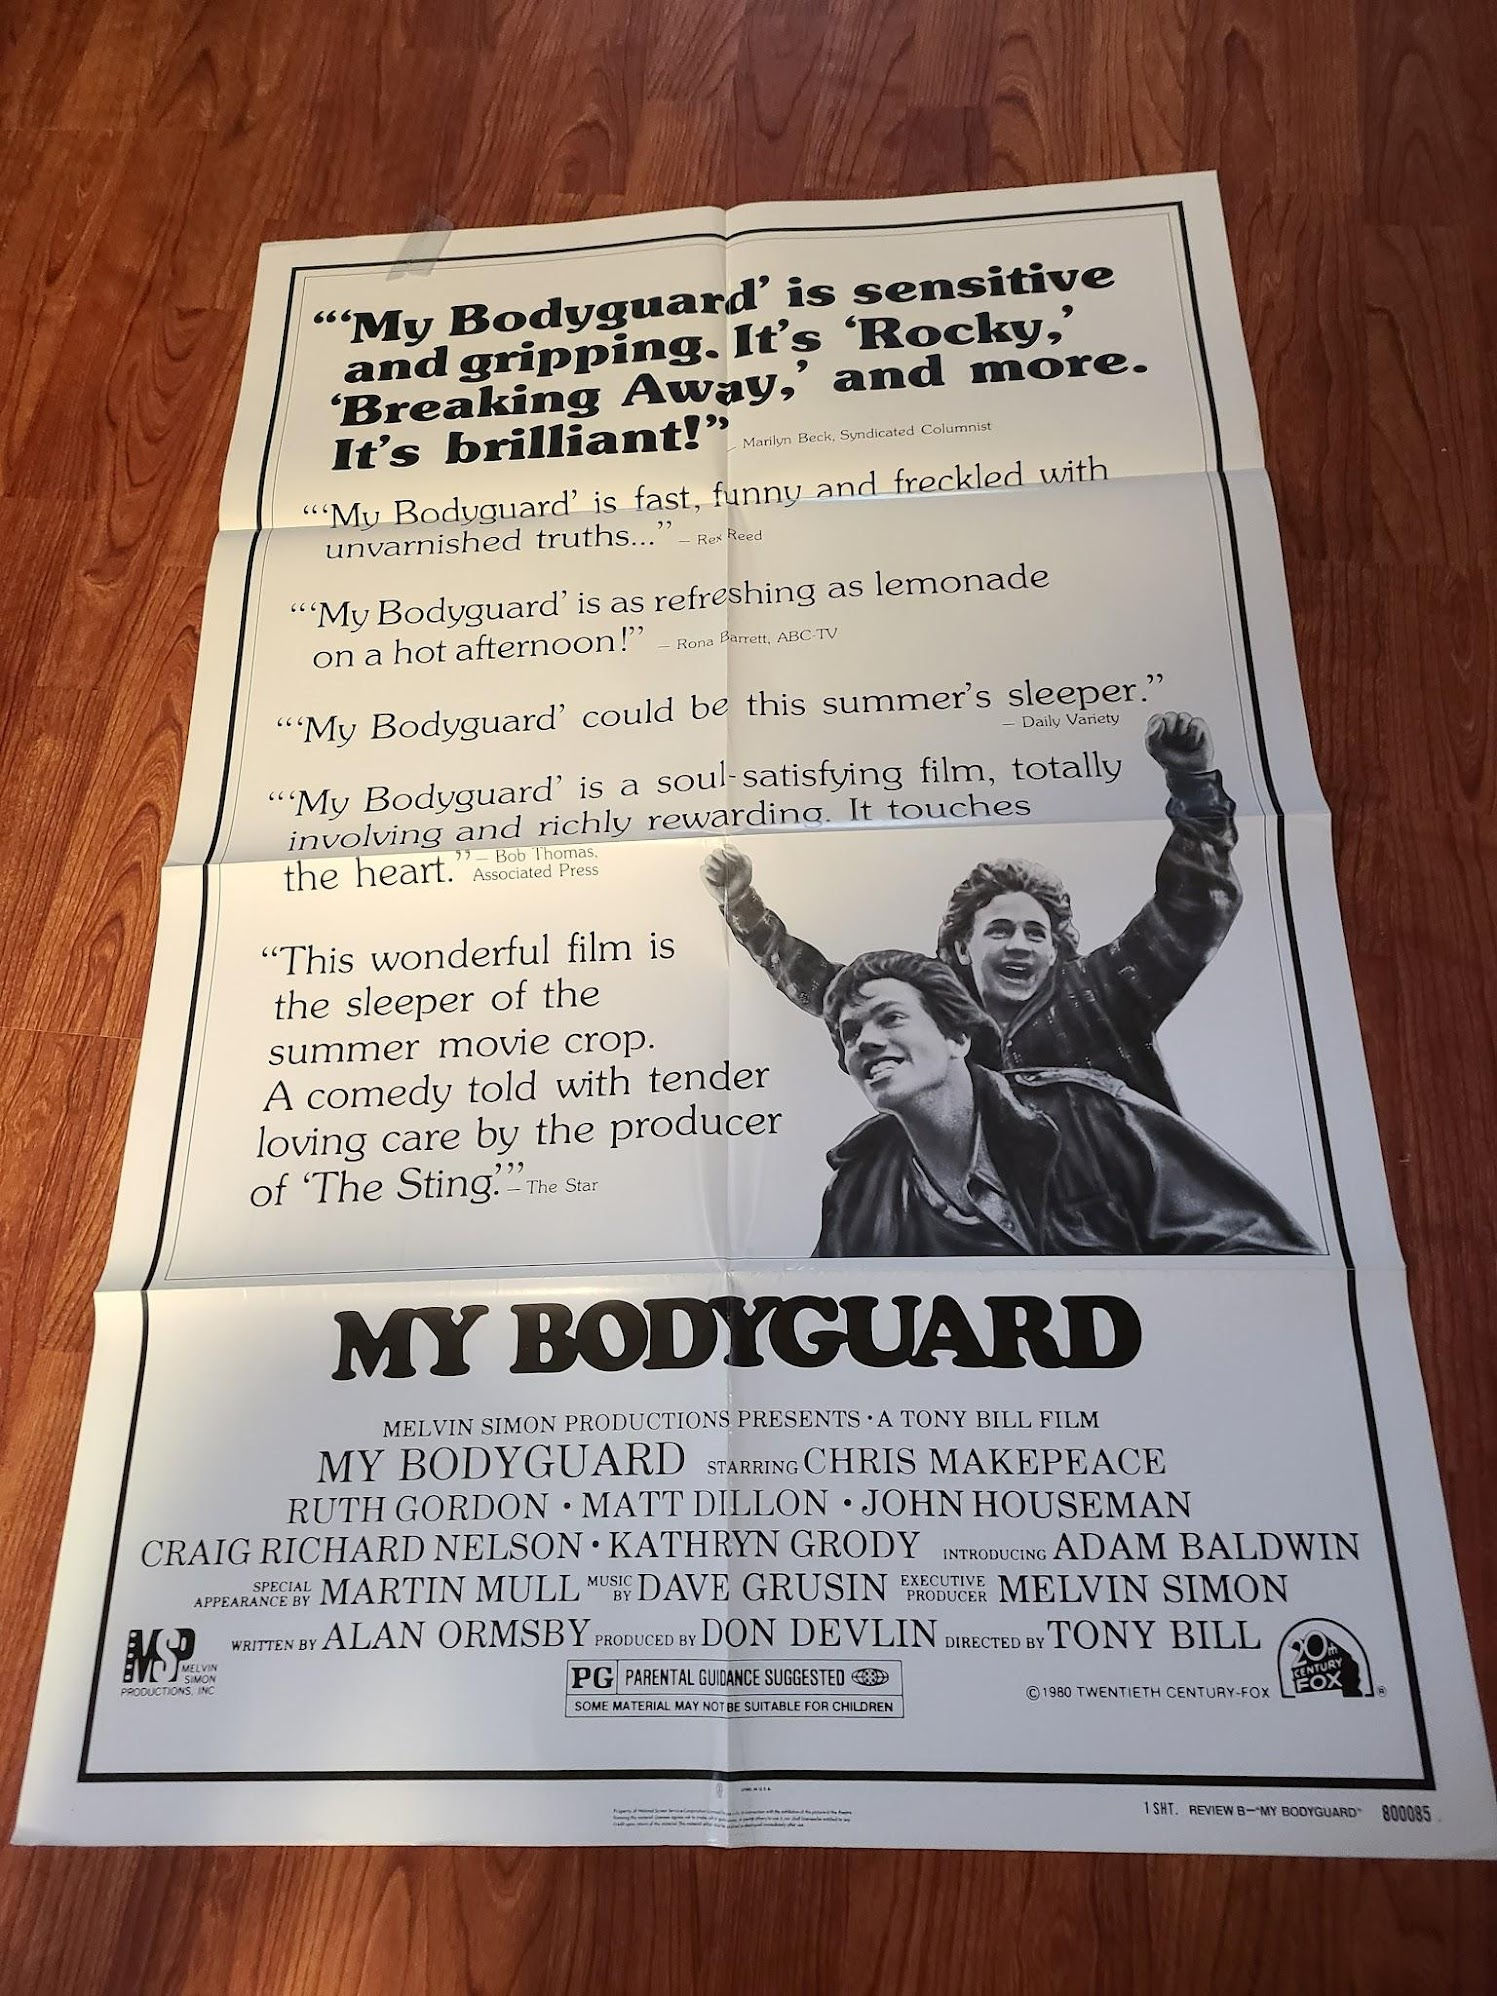 “‘My Bodyguard’ is sensitive
and gripping. It’s ‘Rocky,’
‘Breaking Away,’ and more.
It’s brilliant!” – Marilyn Beck, Syndicated Columnist
“‘My Bodyguard’ is fast, funny and freckled with
unvarnished truths...” – Rex Reed
“‘My Bodyguard’ is as refreshing as lemonade
on a hot afternoon!” – Rona Barrett, ABC-TV
“‘My Bodyguard’ could be this summer’s sleeper.”
– Daily Variety
“‘My Bodyguard’ is a soul-satisfying film, totally
involving and richly rewarding. It touches
the heart.” – Bob Thomas,
Associated Press
“This wonderful film is
the sleeper of the
summer movie crop.
A comedy told with tender
loving care by the producer
of ‘The Sting.’” – The Star
MY BODYGUARD
MELVIN SIMON PRODUCTIONS PRESENTS • A TONY BILL FILM
MY BODYGUARD STARRING CHRIS MAKEPEACE
RUTH GORDON • MATT DILLON • JOHN HOUSEMAN
CRAIG RICHARD NELSON • KATHRYN GRODY INTRODUCING ADAM BALDWIN
SPECIAL APPEARANCE BY MARTIN MULL MUSIC BY DAVE GRUSIN EXECUTIVE PRODUCER MELVIN SIMON
WRITTEN BY ALAN ORMSBY PRODUCED BY DON DEVLIN DIRECTED BY TONY BILL
MSP
MELVIN
SIMON
PRODUCTIONS, INC
PG PARENTAL GUIDANCE SUGGESTED
SOME MATERIAL MAY NOT BE SUITABLE FOR CHILDREN
©1980 TWENTIETH CENTURY-FOX
20th
CENTURY
FOX
®
1 SHT. REVIEW B—"MY BODYGUARD" 800085